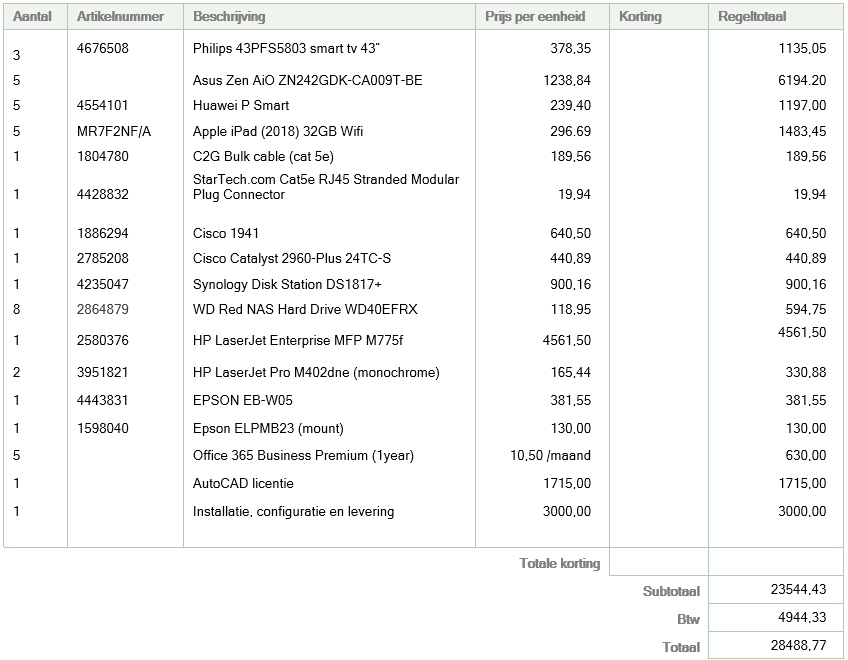 Aantal Artikelnummer Beschrijving Prijs per eenheid Korting Regeltotaal
3 4676508 Philips 43PFS5803 smart tv 43" 378,35 1135,05
5 Asus Zen AiO ZN242GDK-CA009T-BE 1238,84 6194.20
5 4554101 Huawei P Smart 239,40 1197,00
5 MR7F2NF/A Apple iPad (2018) 32GB Wifi 296.69 1483,45
1 1804780 C2G Bulk cable (cat 5e) 189,56 189,56
StarTech.com Cat5e RJ45 Stranded Modular
1 4428832 Plug Connector 19,94 19,94
1 1886294 Cisco 1941 640,50 640,50
1 2785208 Cisco Catalyst 2960-Plus 24TC-S 440,89 440,89
1 4235047 Synology Disk Station DS1817+ 900,16 900,16
8 2864879 WD Red NAS Hard Drive WD40EFRX 118,95 594,75
1 2580376 HP LaserJet Enterprise MFP M775f 4561,50 4561,50
2 3951821 HP LaserJet Pro M402dne (monochrome) 165,44 330,88
1 4443831 EPSON EB-W05 381,55 381,55
1 1598040 Epson ELPMB23 (mount) 130,00 130,00
5 Office 365 Business Premium (1year) 10,50 /maand 630,00
1 AutoCAD licentie 1715,00 1715,00
1 Installatie, configuratie en levering 3000,00 3000,00
Totale korting
Subtotaal 23544,43
Btw 4944,33
Totaal 28488,77